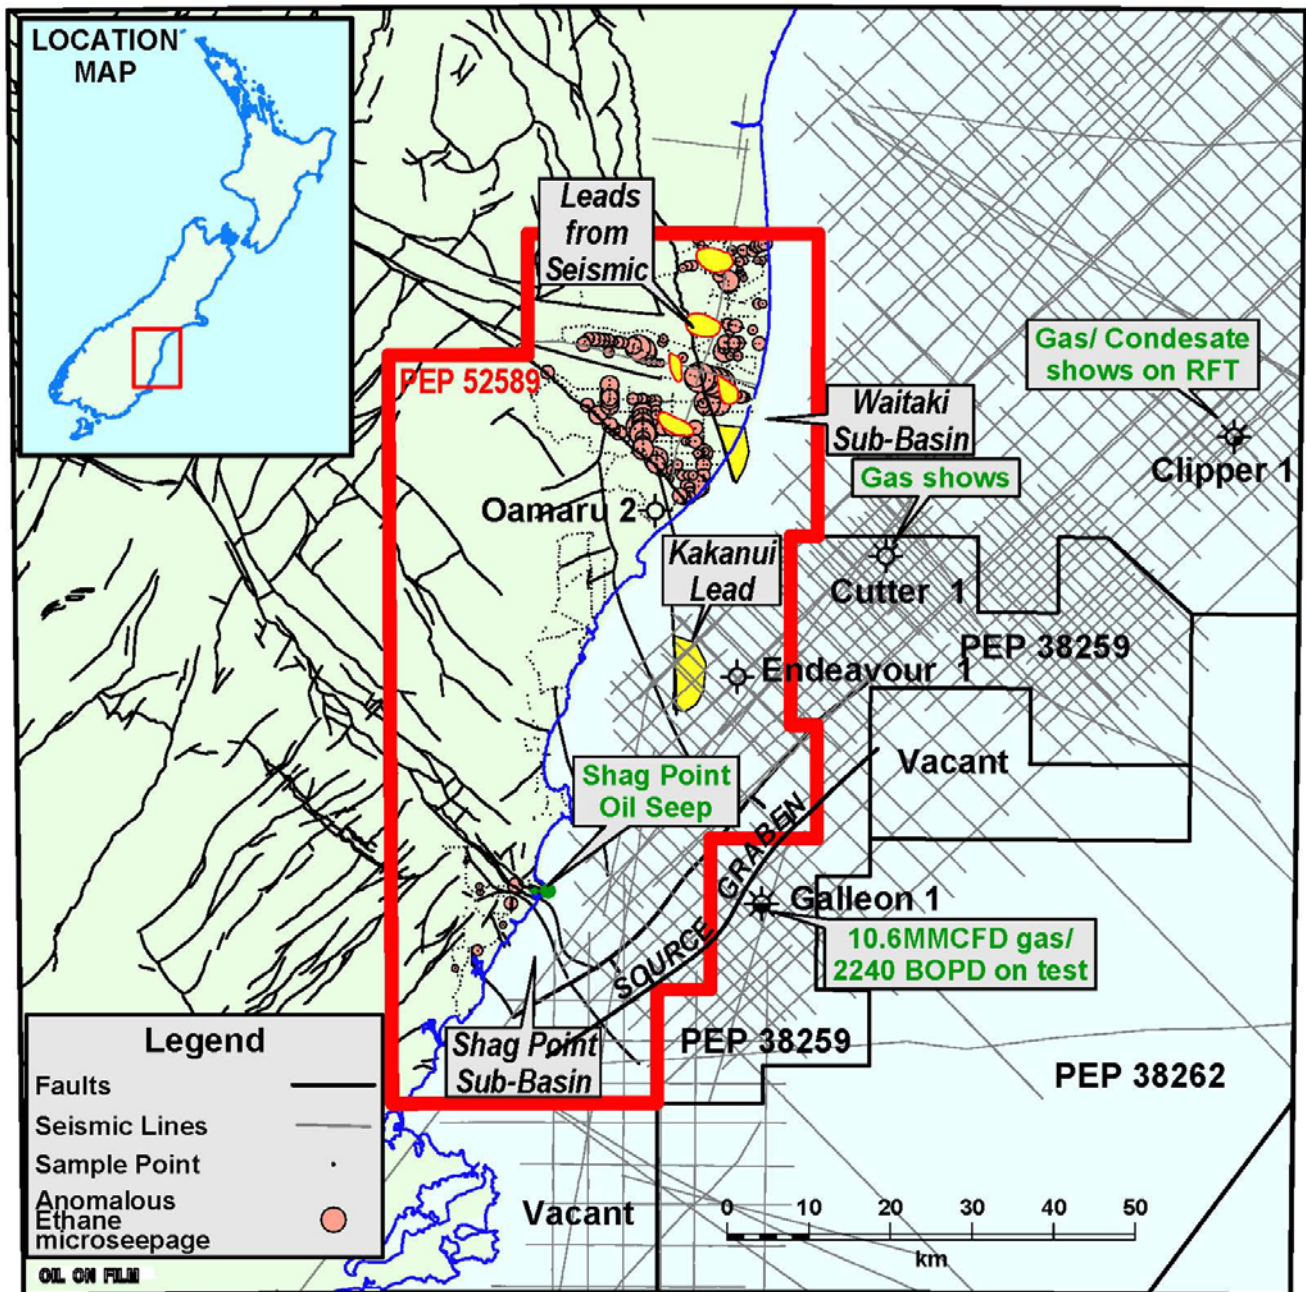 LOCATION
MAP
Leads
from
Seismic
Gas/ Condesate
shows on RFT
PEP 52589
Waitaki
Sub-Basin
Clipper 1
Gas shows
Oamaru 2
Kakanui
Lead
Cutter 1
PEP 38259
Endeavour 1
Vacant
Shag Point
Oil Seep
SOURCE GRABEN
Galleon 1
10.6MMCFD gas/
2240 BOPD on test
Shag Point
Sub-Basin
PEP 38259
PEP 38262
Legend
Faults
Seismic Lines
Sample Point
Anomalous
Ethane
microseepage
OIL ON FILM
Vacant
0 10 20 30 40 50
km